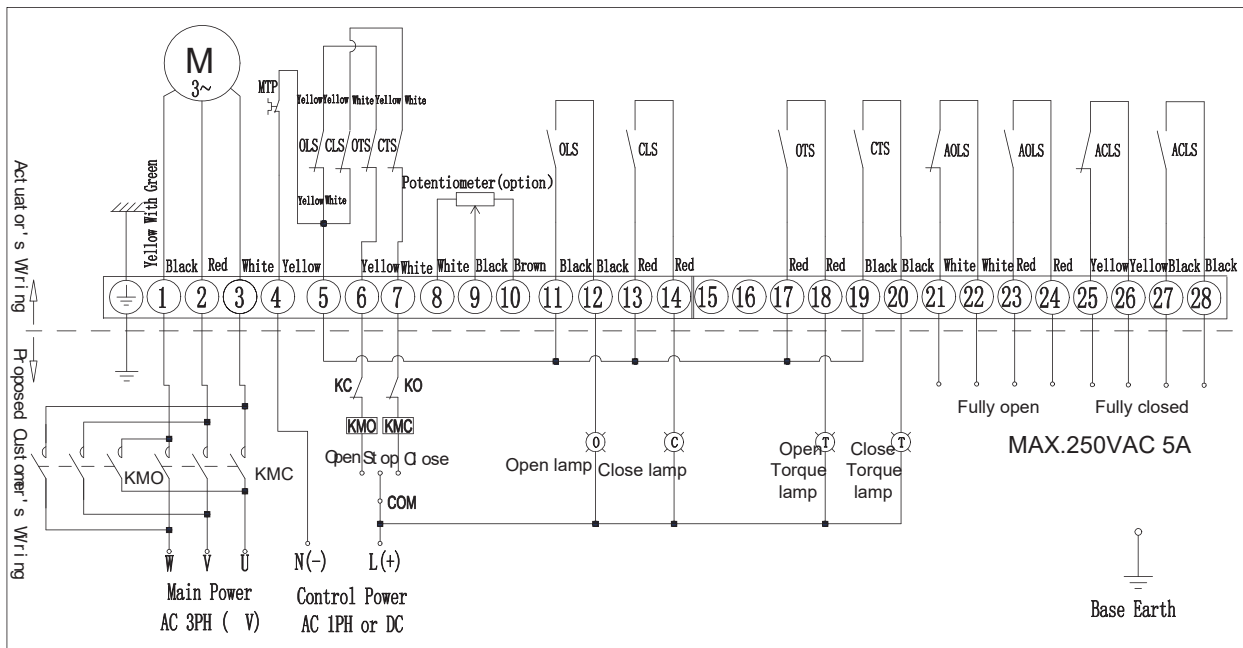 M
3~
MTP
Yellow Yellow White Yellow White
OLS CLS OTS CTS
OLS CLS OTS CTS AOLS AOLS ACLS ACLS
Yellow White
Potentiometer(option)
Actuator's Wiring
Yellow With Green
Black Red White Yellow Yellow White White Black Brown Black Black Red Red Red Red Black Black White White Red Red Yellow Yellow Black Black
1 2 3 4 5 6 7 8 9 10 11 12 13 14 15 16 17 18 19 20 21 22 23 24 25 26 27 28
Proposed Customer's Wiring
KC KO
KMO KMC
Open Stop Close
KMO KMC
COM
O C T T
Open lamp Close lamp
Open
Torque
lamp
Close
Torque
lamp
Fully open Fully closed
MAX.250VAC 5A
W V U N(-) L(+)
Main Power
AC 3PH ( V)
Control Power
AC 1PH or DC
Base Earth